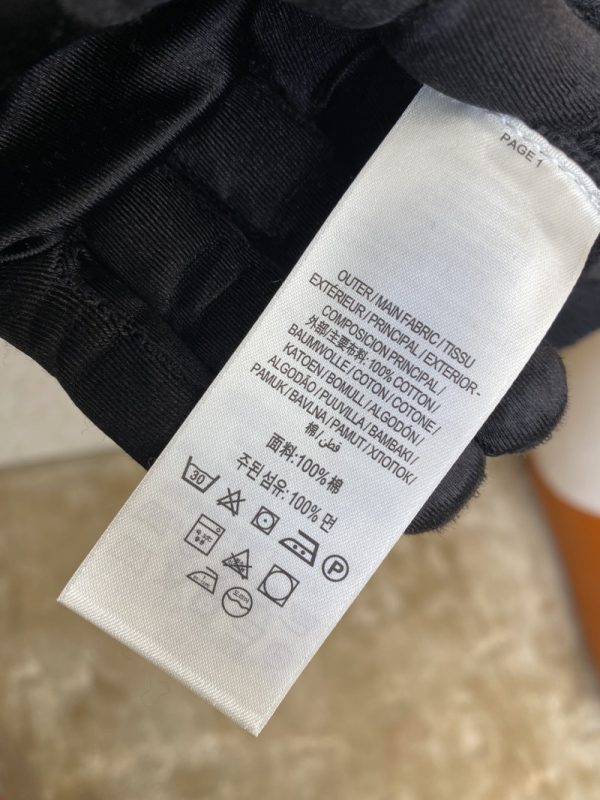 PAGE 1
OUTER / MAIN FABRIC / TISSU
EXTÉRIEUR / PRINCIPAL / EXTERIOR-
COMPOSICION PRINCIPAL /
外部/主要布料: 100% COTTON /
BAUMWOLLE / COTON / COTONE /
KATOEN / BOMULL / ALGODÓN /
ALGODÃO / PUUVILLA / BAMBAKI /
PAMUK / BAVLNA / PAMUT / ХЛОПОК /
棉 / قطن /
面料:100%棉
주된 섬유: 100% 면
30
P